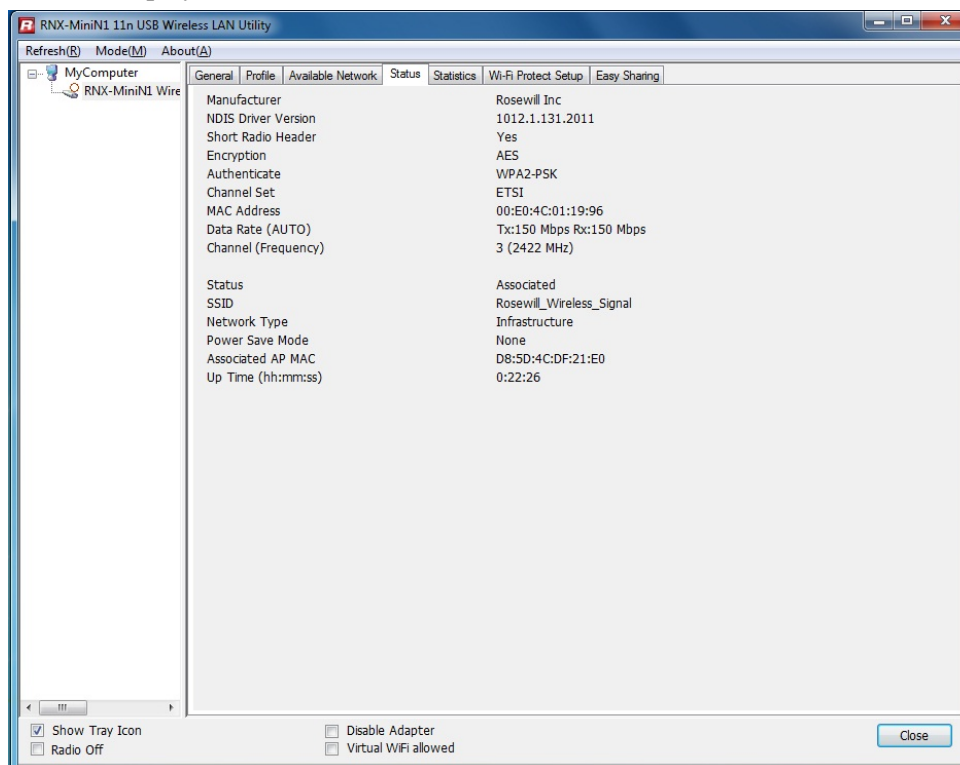 RNX-MiniN1 11n USB Wireless LAN Utility
Refresh(R) Mode(M) About(A)
MyComputer
RNX-MiniN1 Wire
General Profile Available Network Status Statistics Wi-Fi Protect Setup Easy Sharing
Manufacturer Rosewill Inc
NDIS Driver Version 1012.1.131.2011
Short Radio Header Yes
Encryption AES
Authenticate WPA2-PSK
Channel Set ETSI
MAC Address 00:E0:4C:01:19:96
Data Rate (AUTO) Tx:150 Mbps Rx:150 Mbps
Channel (Frequency) 3 (2422 MHz)
Status Associated
SSID Rosewill_Wireless_Signal
Network Type Infrastructure
Power Save Mode None
Associated AP MAC D8:5D:4C:DF:21:E0
Up Time (hh:mm:ss) 0:22:26
Show Tray Icon Disable Adapter
Radio Off Virtual WiFi allowed
Close